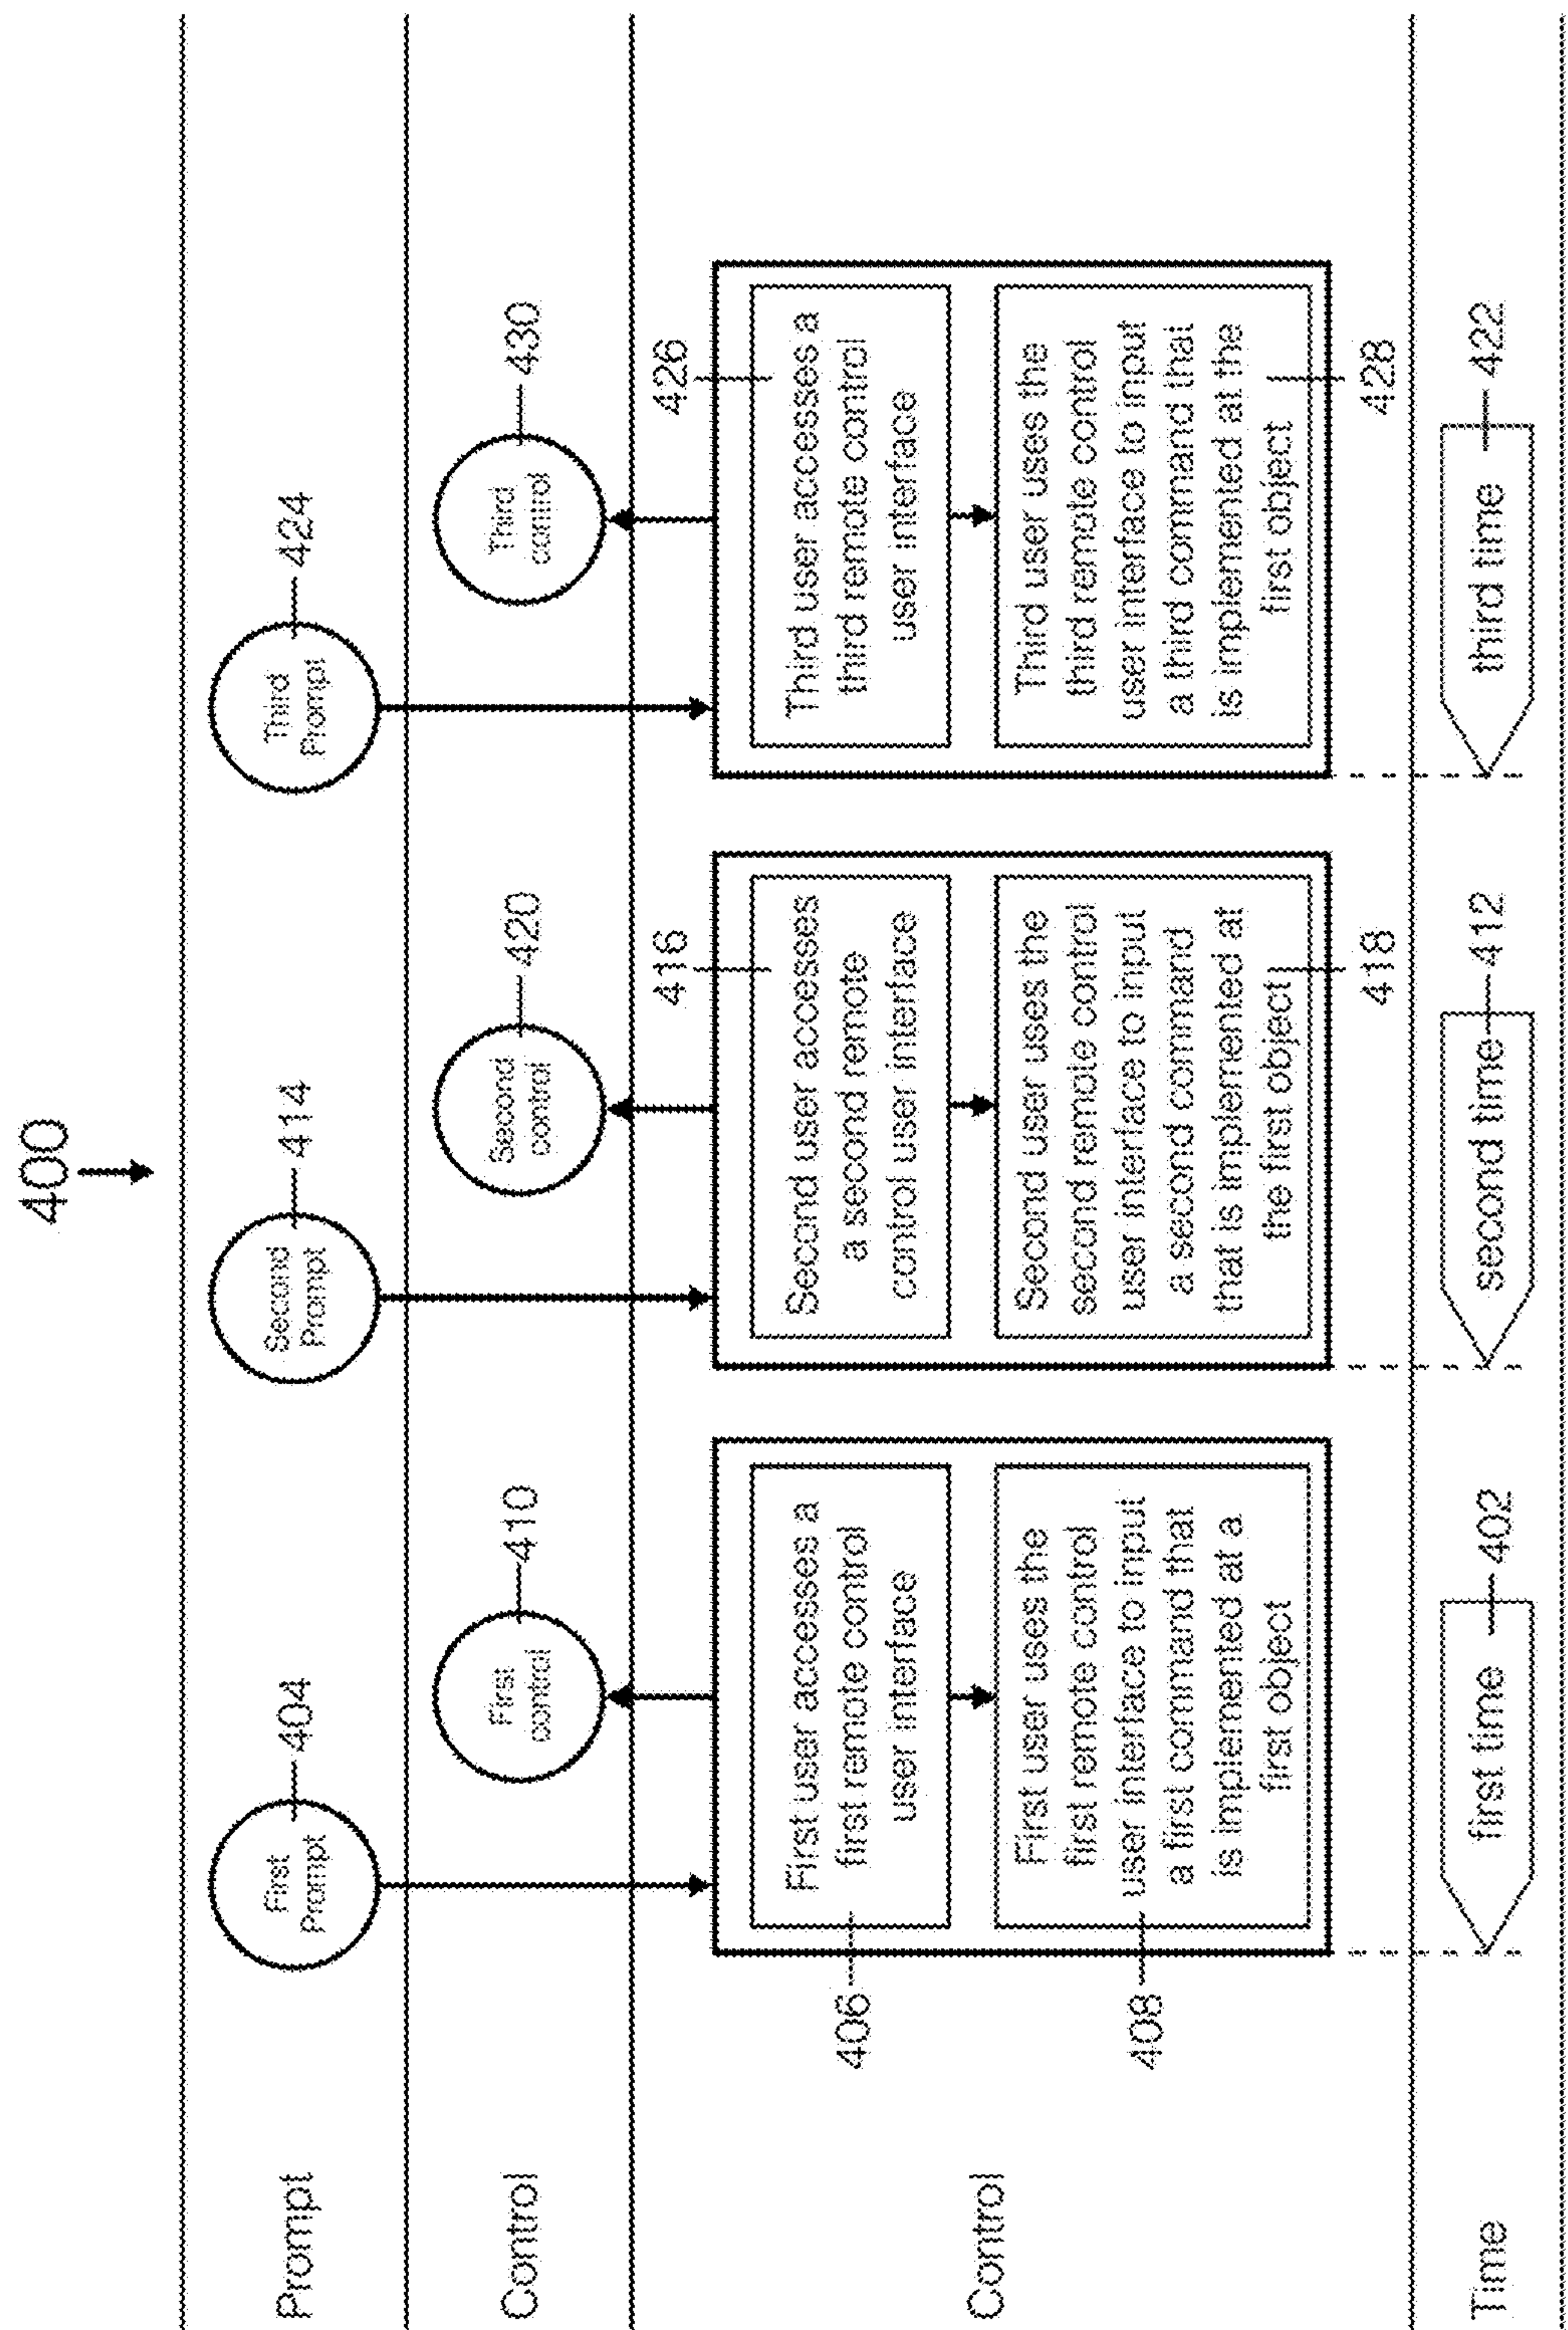 400
Prompt
First
Prompt
404
Second
Prompt
414
Third
Prompt
424
Control
First
control
410
Second
control
420
Third
control
430
Control
406
First user accesses a
first remote control
user interface
408
First user uses the
first remote control
user interface to input
a first command that
is implemented at a
first object
416
Second user accesses
a second remote
control user interface
Second user uses the
second remote control
user interface to input
a second command
that is implemented at
the first object
418
426
Third user accesses a
third remote control
user interface
Third user uses the
third remote control
user interface to input
a third command that
is implemented at the
first object
428
Time
first time
402
second time
412
third time
422